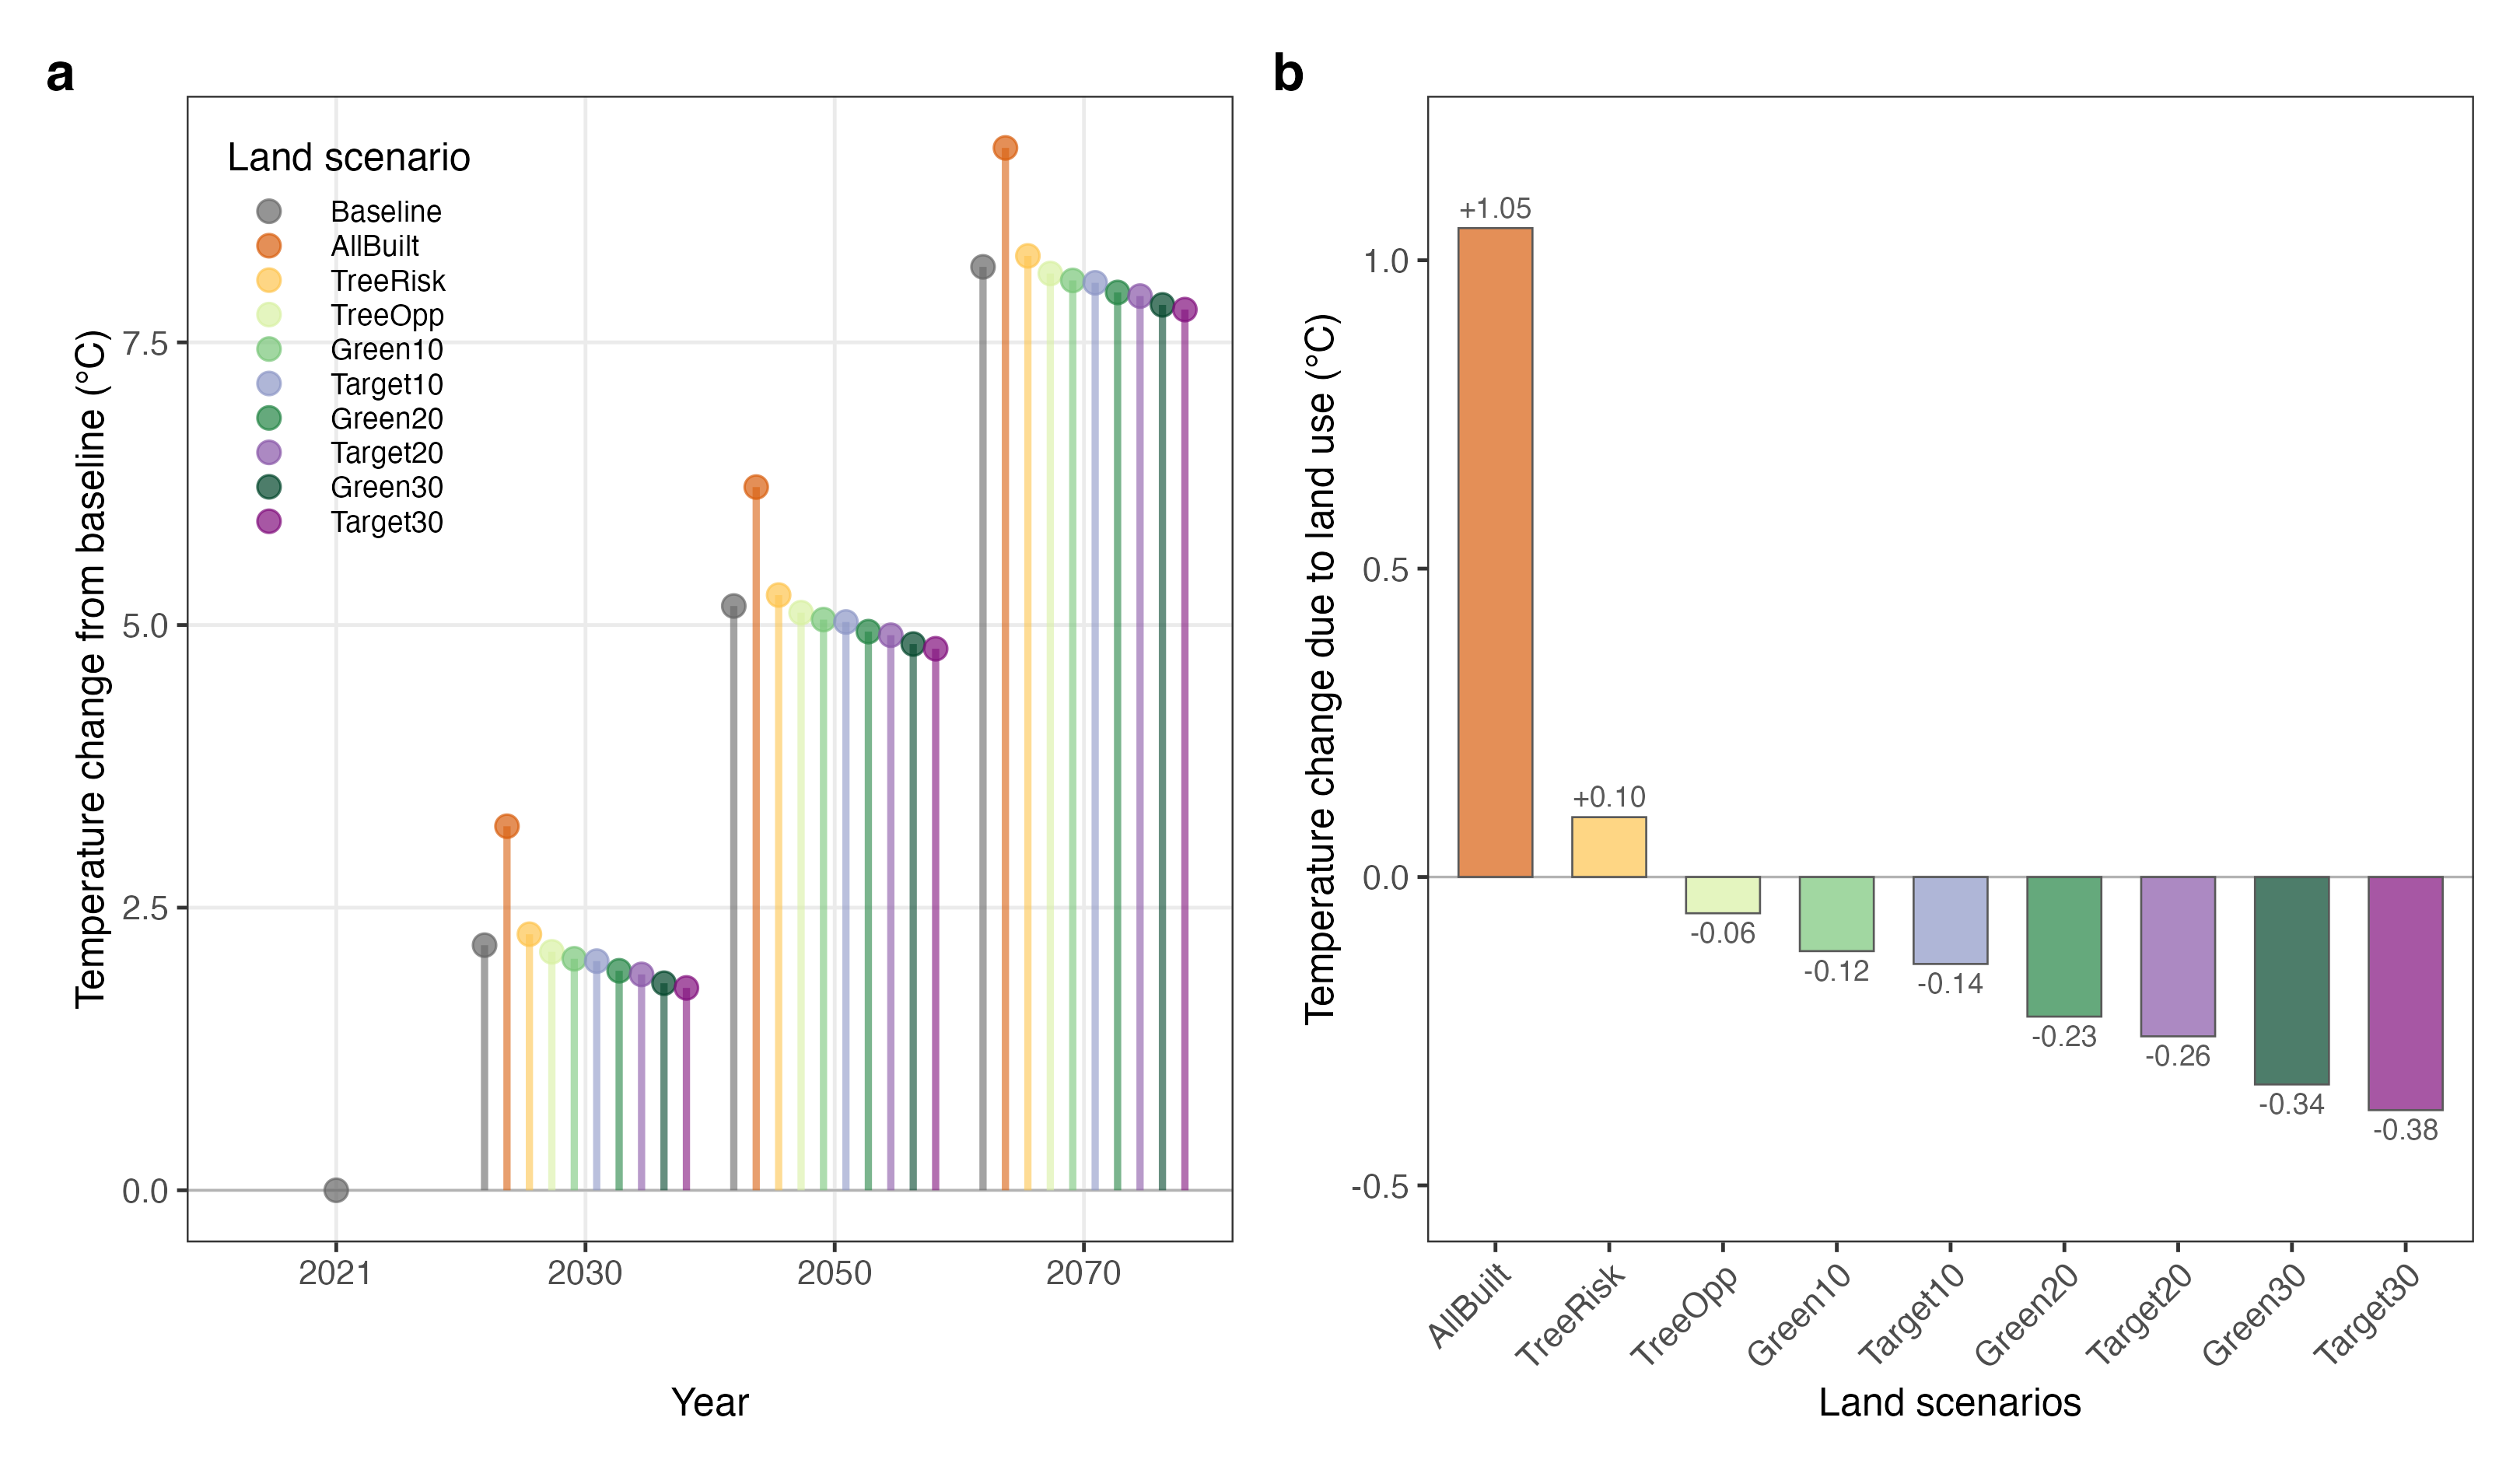 a
Temperature change from baseline (°C)
7.5
5.0
2.5
0.0
Land scenario
Baseline
AllBuilt
TreeRisk
TreeOpp
Green10
Target10
Green20
Target20
Green30
Target30
2021 2030 2050 2070
Year
b
Temperature change due to land use (°C)
1.0
0.5
0.0
-0.5
+1.05
+0.10
-0.06
-0.12
-0.14
-0.23
-0.26
-0.34
-0.38
AllBuilt
TreeRisk
TreeOpp
Green10
Target10
Green20
Target20
Green30
Target30
Land scenarios